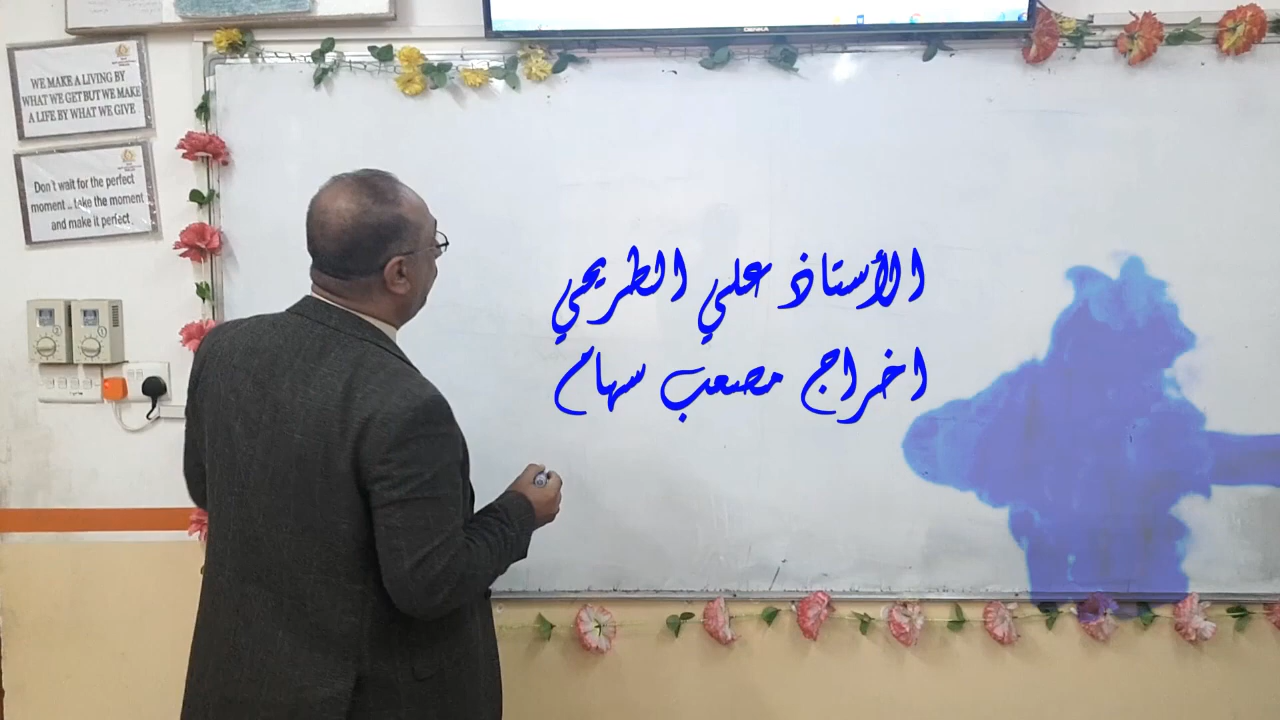 DENKA
WE MAKE A LIVING BY
WHAT WE GET BUT WE MAKE
A LIFE BY WHAT WE GIVE
Don't wait for the perfect
moment .. take the moment
and make it perfect
الأستاذ علي الطريحي
اخراج مصعب سهام